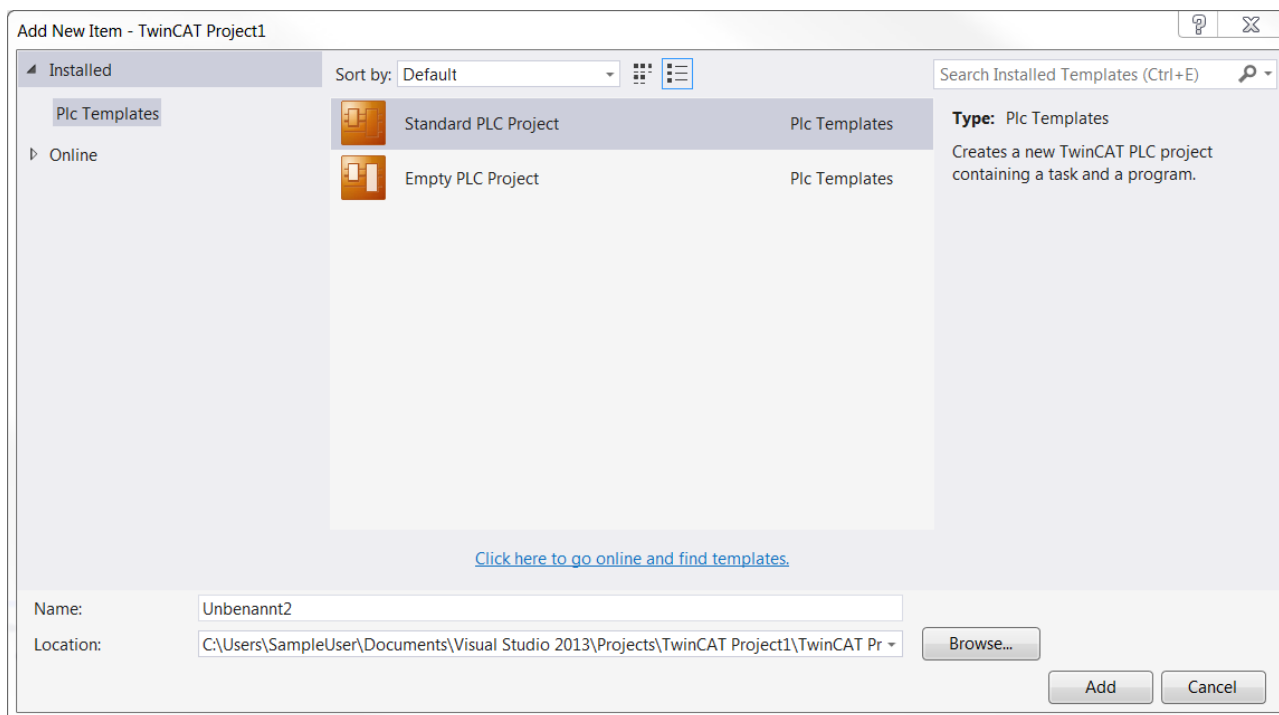 Add New Item - TwinCAT Project1
Installed
Plc Templates
Online
Sort by: Default
Standard PLC Project Plc Templates
Empty PLC Project Plc Templates
Click here to go online and find templates.
Search Installed Templates (Ctrl+E)
Type: Plc Templates
Creates a new TwinCAT PLC project
containing a task and a program.
Name: Unbenannt2
Location: C:\Users\SampleUser\Documents\Visual Studio 2013\Projects\TwinCAT Project1\TwinCAT Pr
Browse...
Add Cancel